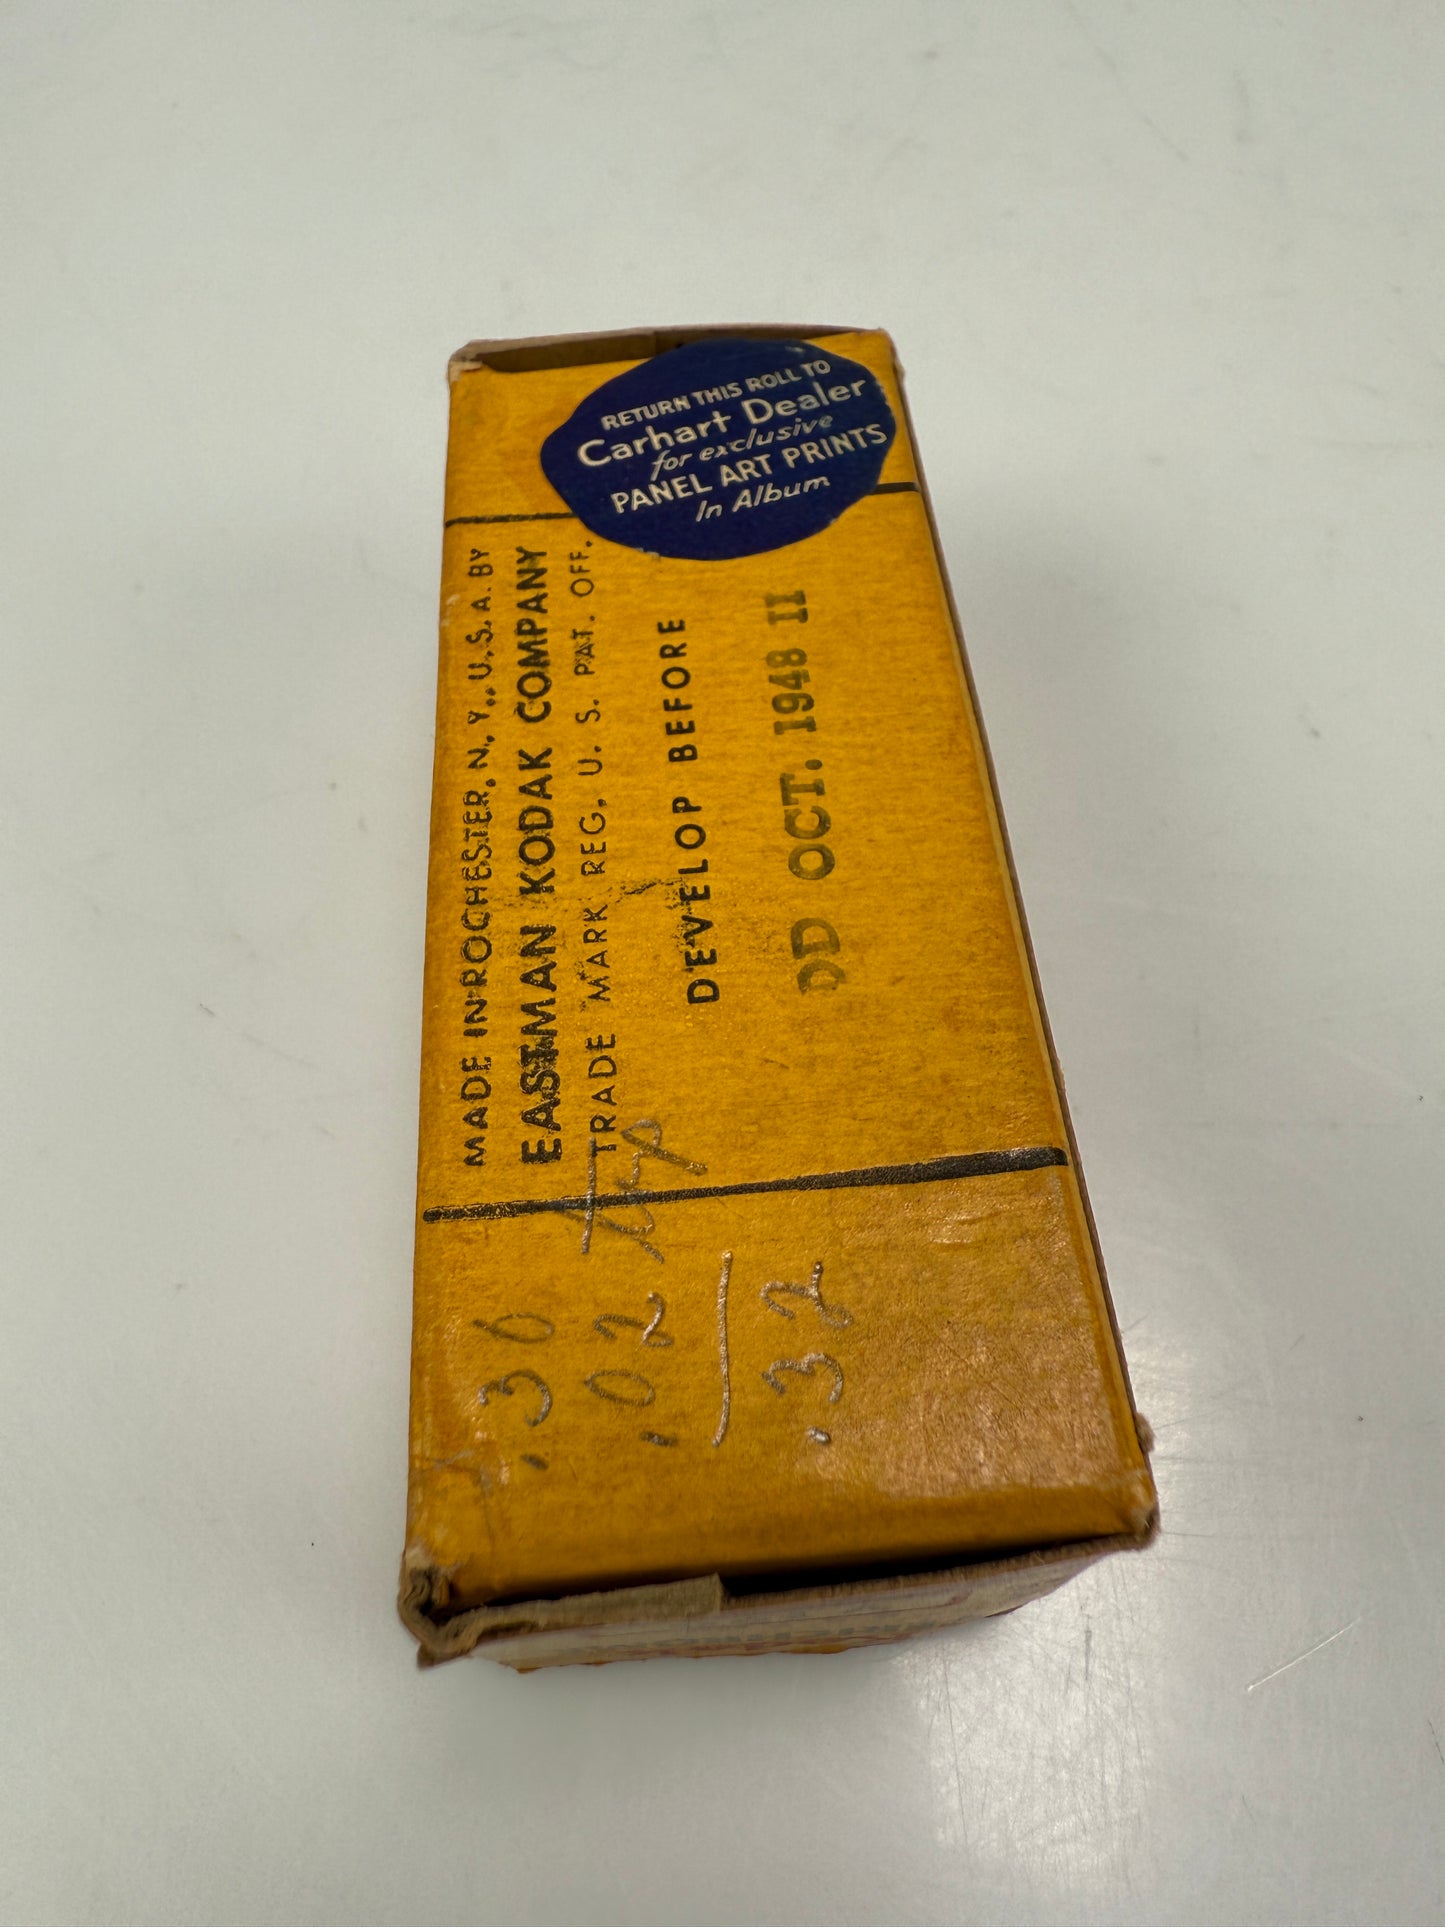 RETURN THIS ROLL TO
Carhart Dealer
for exclusive
PANEL ART PRINTS
In Album
MADE IN ROCHESTER, N. Y., U. S. A. BY
EASTMAN KODAK COMPANY
TRADE MARK REG. U. S. PAT. OFF.
DEVELOP BEFORE
DD OCT. 1948 II
.30
.02
.32